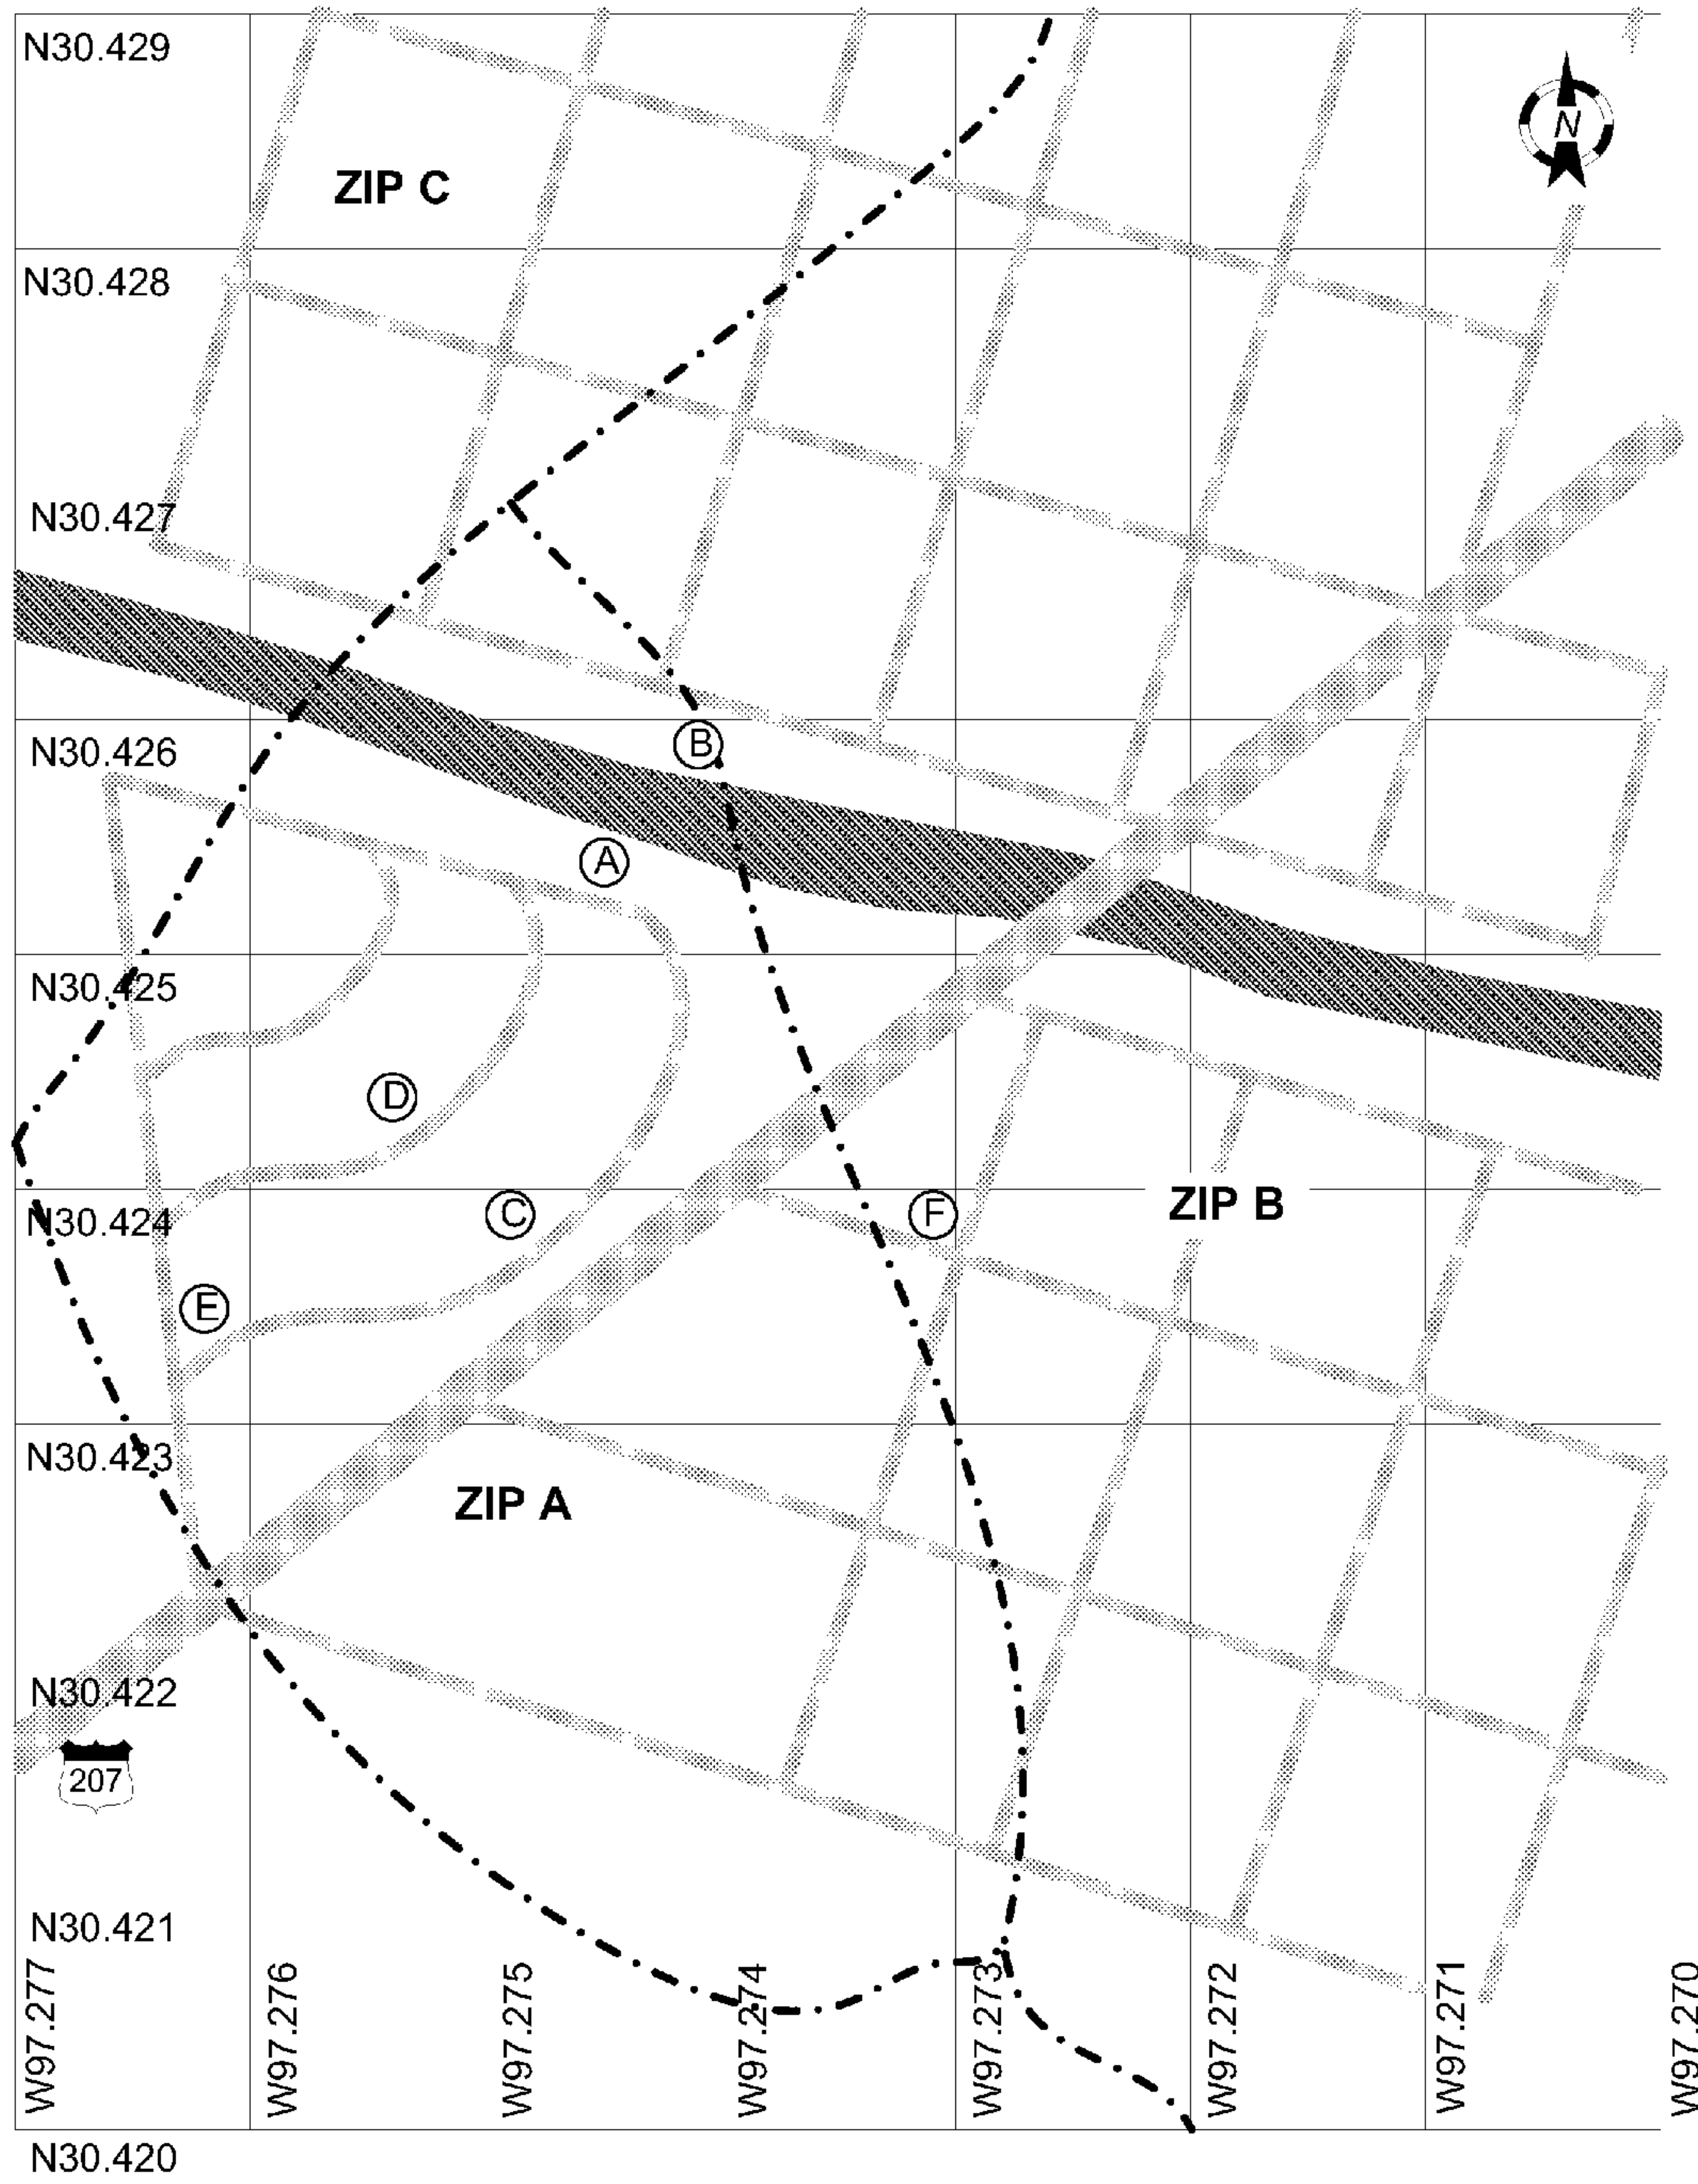 N30.429
N
ZIP C
N30.428
N30.427
B
N30.426
A
N30.425
D
ZIP B
C
F
N30.424
E
N30.423
ZIP A
N30.422
207
N30.421
W97.277
W97.276
W97.275
W97.274
W97.273
W97.272
W97.271
W97.270
N30.420